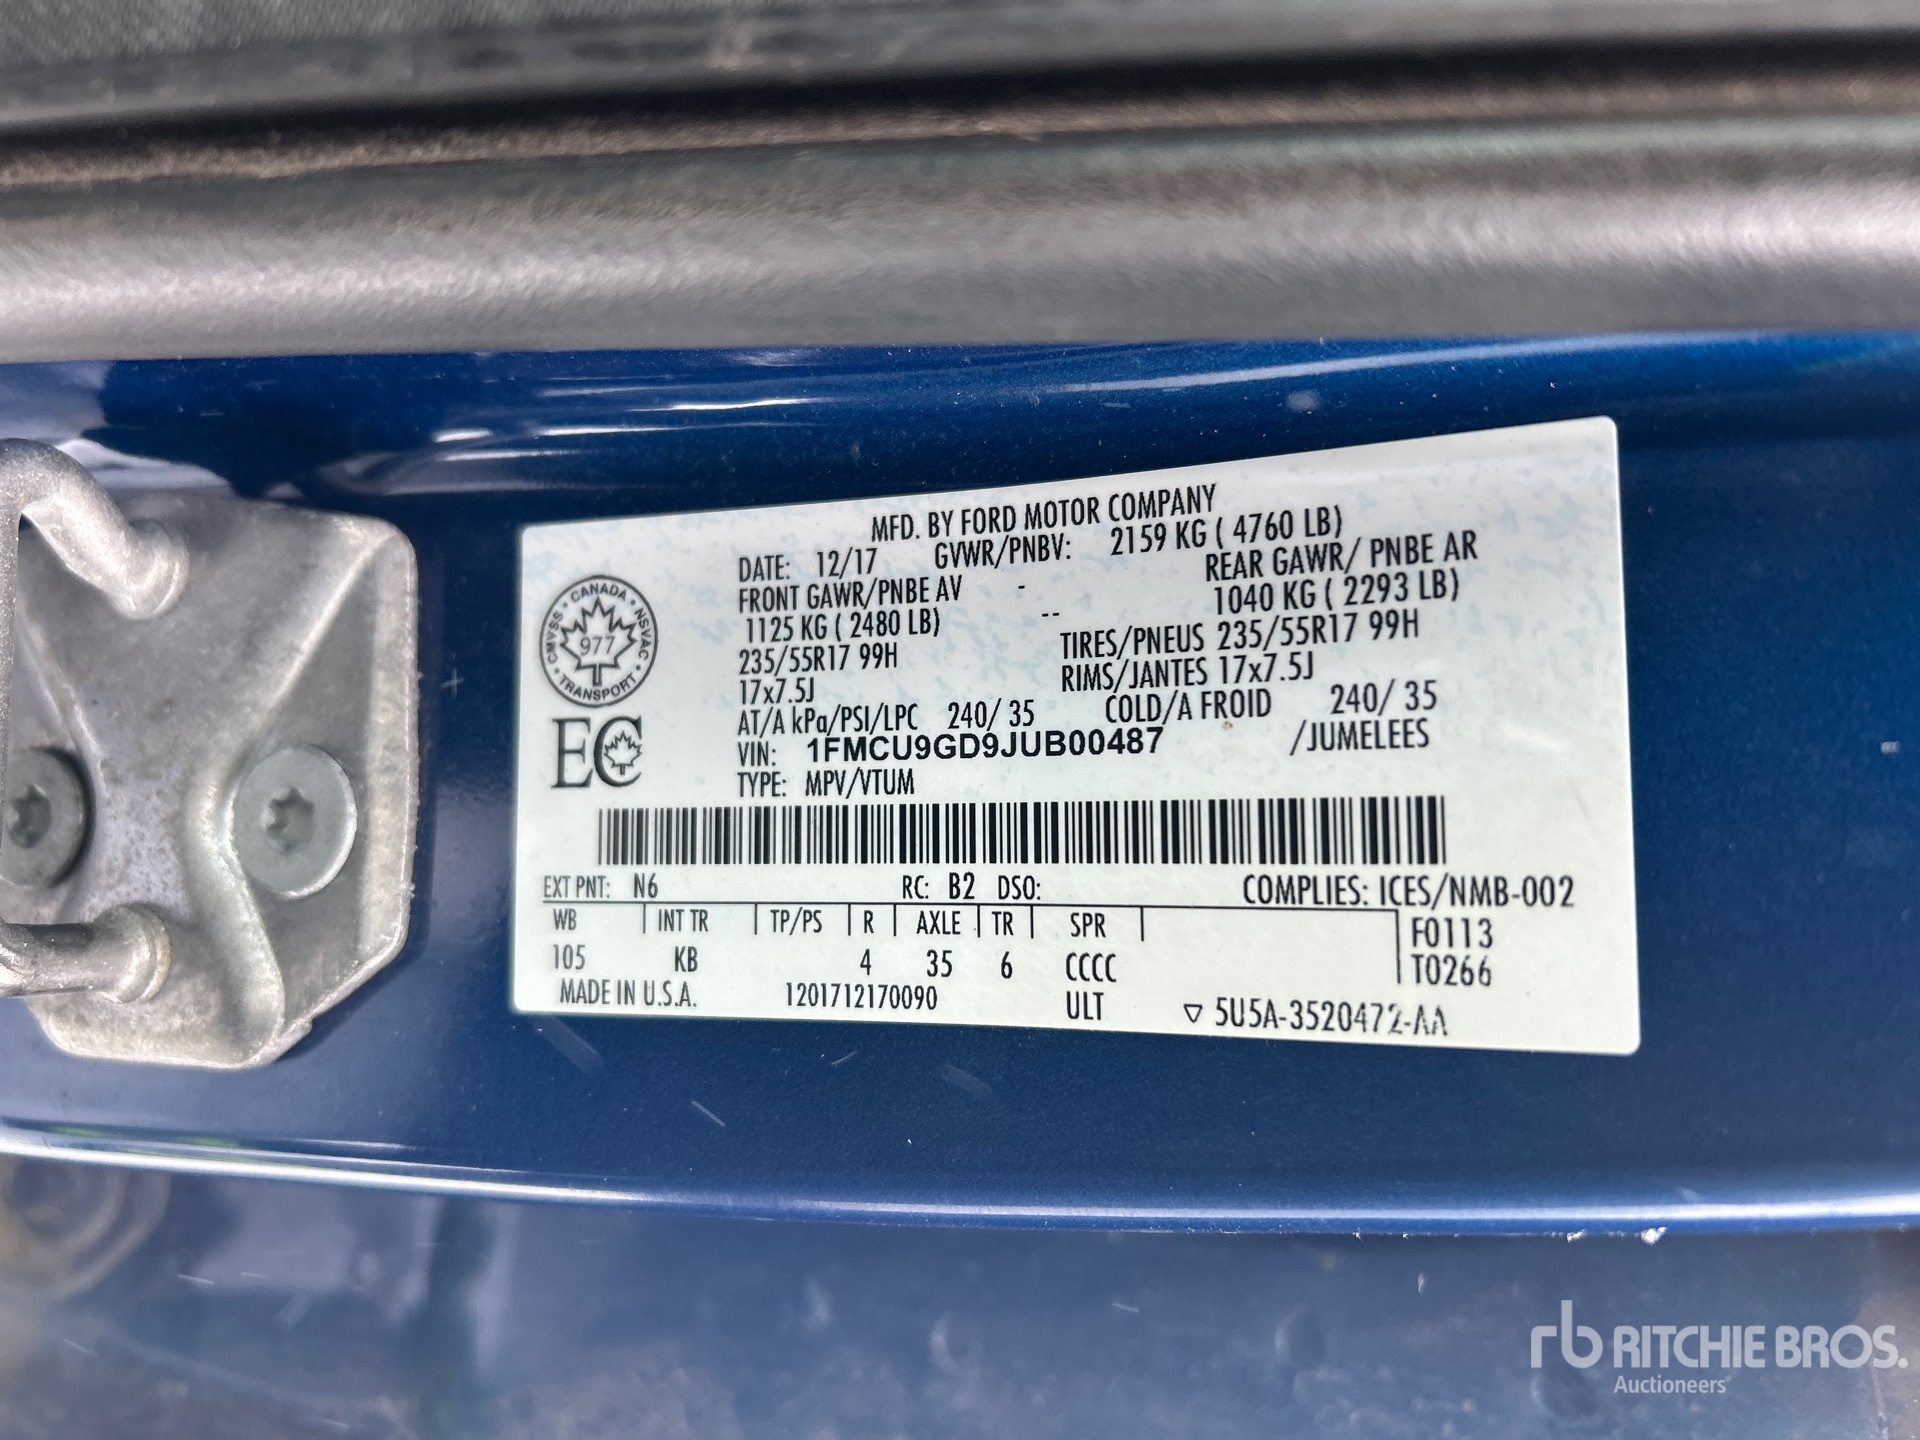 MFD. BY FORD MOTOR COMPANY
DATE: 12/17 GVWR/PNBV: 2159 KG ( 4760 LB)
FRONT GAWR/PNBE AV - REAR GAWR/ PNBE AR
1125 KG ( 2480 LB) -- 1040 KG ( 2293 LB)
235/55R17 99H TIRES/PNEUS 235/55R17 99H
17x7.5J RIMS/JANTES 17x7.5J
AT/A kPa/PSI/LPC 240/ 35 COLD/A FROID 240/ 35
VIN: 1FMCU9GD9JUB00487 /JUMELEES
TYPE: MPV/VTUM
CANADA • NSVAC • TRANSPORT • CMVSS •
977
EC
EXT PNT: N6 RC: B2 DSO: COMPLIES: ICES/NMB-002
WB INT TR TP/PS R AXLE TR SPR F0113
105 KB 4 35 6 CCCC T0266
MADE IN U.S.A. 1201712170090 ULT ▽ 5U5A-3520472-AA
rb RITCHIE BROS.
Auctioneers